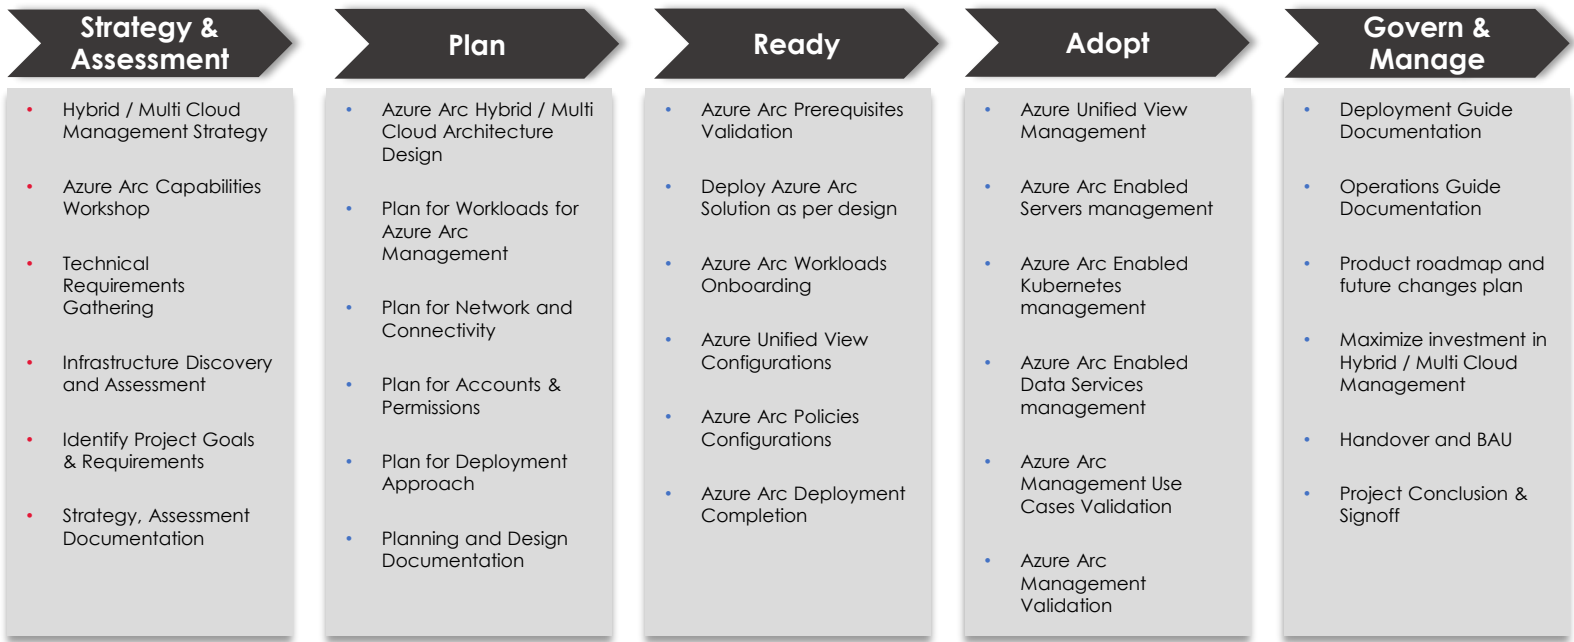 Strategy &
Assessment
Plan
Ready
Adopt
Govern &
Manage
• Hybrid / Multi Cloud
Management Strategy
• Azure Arc Capabilities
Workshop
• Technical
Requirements
Gathering
• Infrastructure Discovery
and Assessment
• Identify Project Goals
& Requirements
• Strategy, Assessment
Documentation
• Azure Arc Hybrid / Multi
Cloud Architecture
Design
• Plan for Workloads for
Azure Arc
Management
• Plan for Network and
Connectivity
• Plan for Accounts &
Permissions
• Plan for Deployment
Approach
• Planning and Design
Documentation
• Azure Arc Prerequisites
Validation
• Deploy Azure Arc
Solution as per design
• Azure Arc Workloads
Onboarding
• Azure Unified View
Configurations
• Azure Arc Policies
Configurations
• Azure Arc Deployment
Completion
• Azure Unified View
Management
• Azure Arc Enabled
Servers management
• Azure Arc Enabled
Kubernetes
management
• Azure Arc Enabled
Data Services
management
• Azure Arc
Management Use
Cases Validation
• Azure Arc
Management
Validation
• Deployment Guide
Documentation
• Operations Guide
Documentation
• Product roadmap and
future changes plan
• Maximize investment in
Hybrid / Multi Cloud
Management
• Handover and BAU
• Project Conclusion &
Signoff